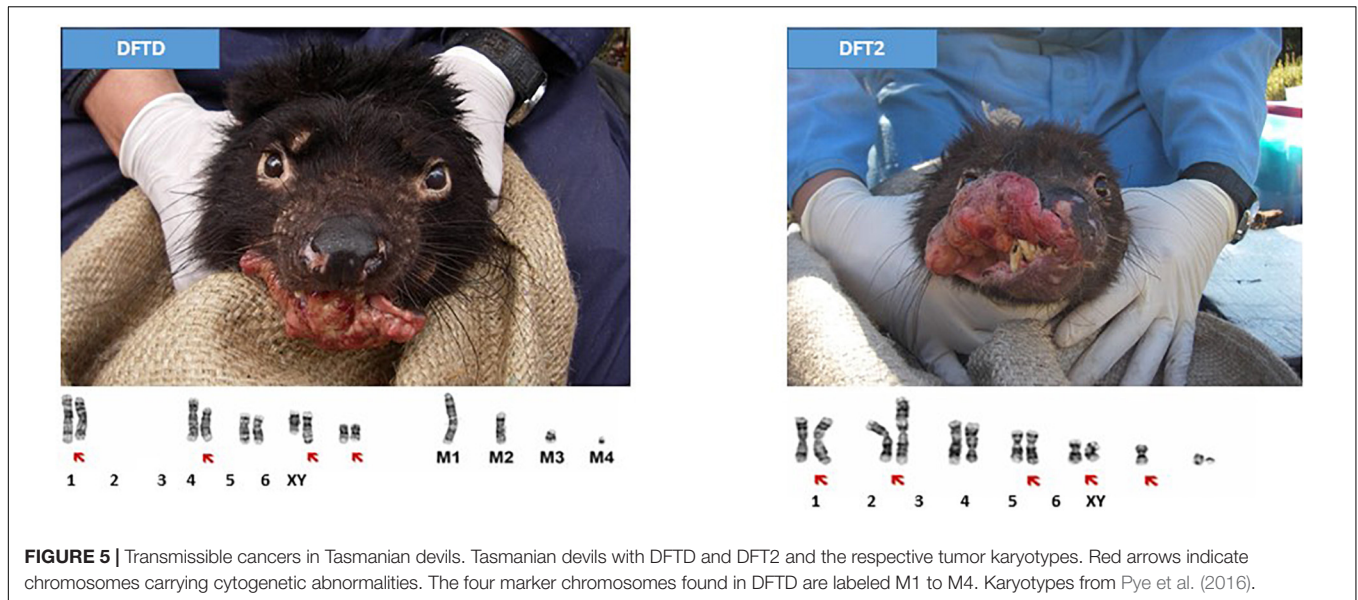 DFTD
DFT2
M1 M2 M3 M4
1 2 3 4 5 6 XY
1 2 3 4 5 6 XY
FIGURE 5 | Transmissible cancers in Tasmanian devils. Tasmanian devils with DFTD and DFT2 and the respective tumor karyotypes. Red arrows indicate
chromosomes carrying cytogenetic abnormalities. The four marker chromosomes found in DFTD are labeled M1 to M4. Karyotypes from Pye et al. (2016).